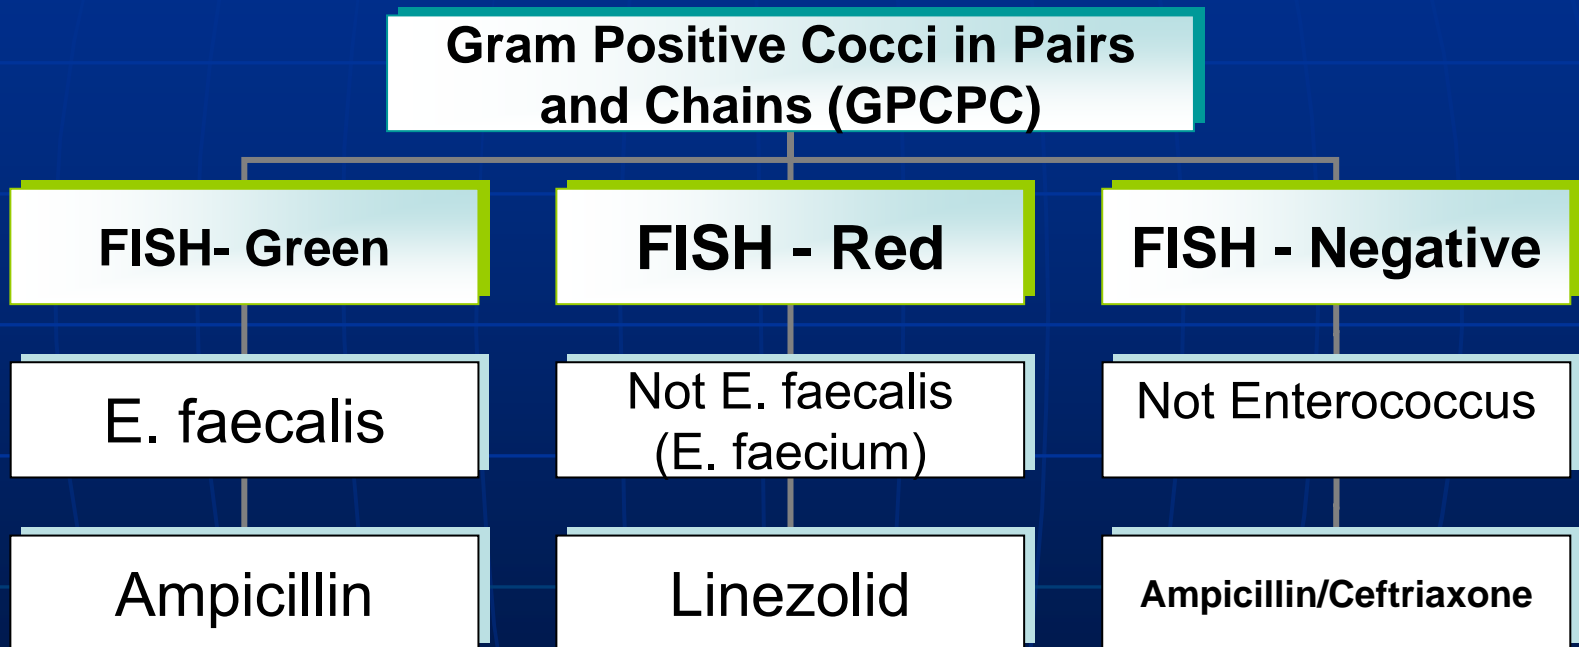 Gram Positive Cocci in Pairs
and Chains (GPCPC)
FISH- Green
FISH - Red
FISH - Negative
E. faecalis
Not E. faecalis
(E. faecium)
Not Enterococcus
Ampicillin
Linezolid
Ampicillin/Ceftriaxone